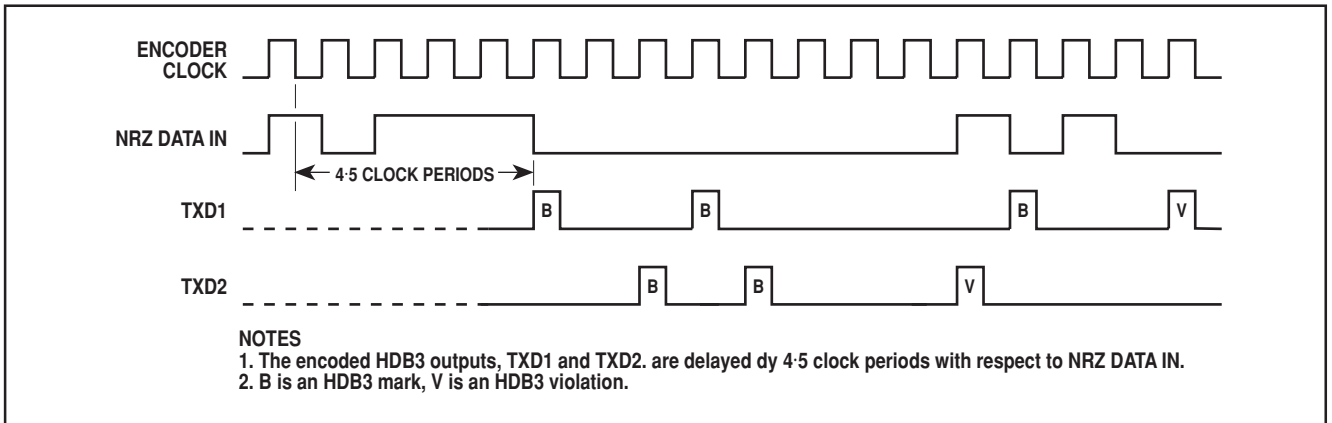 ENCODER
CLOCK
NRZ DATA IN
4·5 CLOCK PERIODS
TXD1
B
B
B
V
TXD2
B
B
V
NOTES
1. The encoded HDB3 outputs, TXD1 and TXD2. are delayed dy 4·5 clock periods with respect to NRZ DATA IN.
2. B is an HDB3 mark, V is an HDB3 violation.